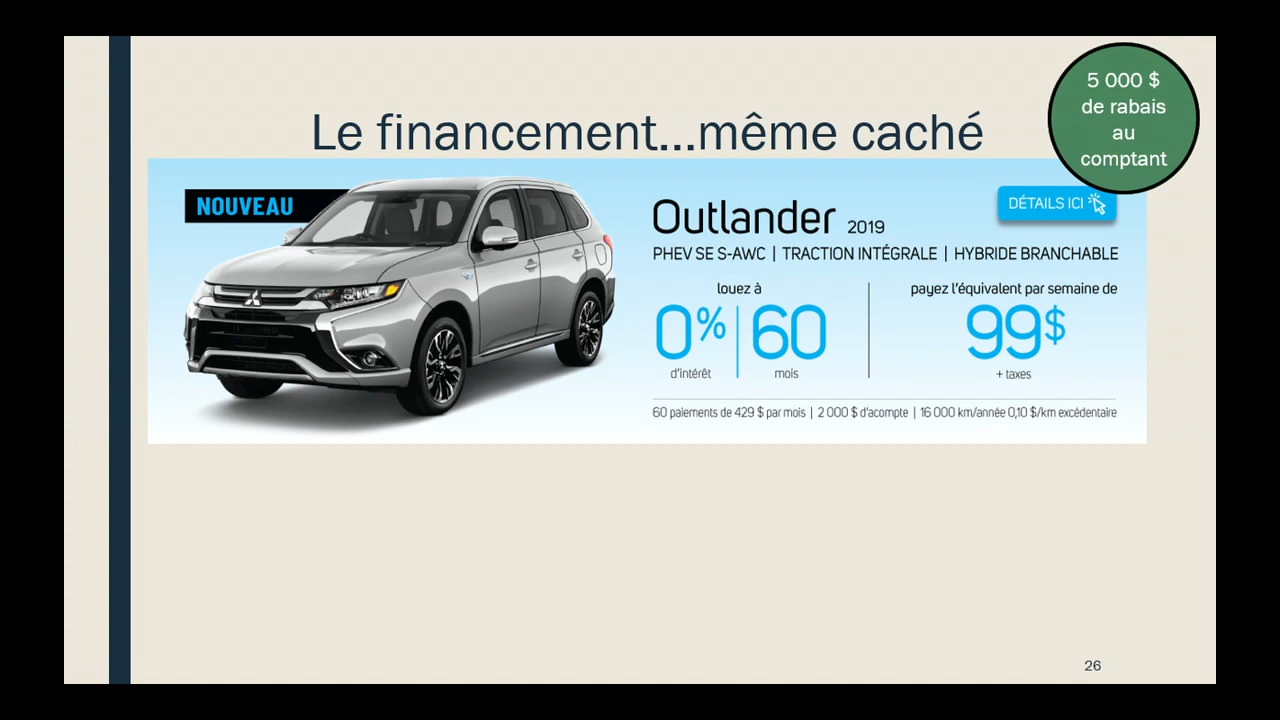 5 000 $
de rabais
au
comptant
Le financement...même caché
NOUVEAU
DÉTAILS ICI
Outlander 2019
PHEV SE S-AWC | TRACTION INTÉGRALE | HYBRIDE BRANCHABLE
louez à
0% | 60
d'intérêt mois
payez l'équivalent par semaine de
99$
+ taxes
60 paiements de 429 $ par mois | 2 000 $ d'acompte | 16 000 km/année 0,10 $/km excédentaire
26